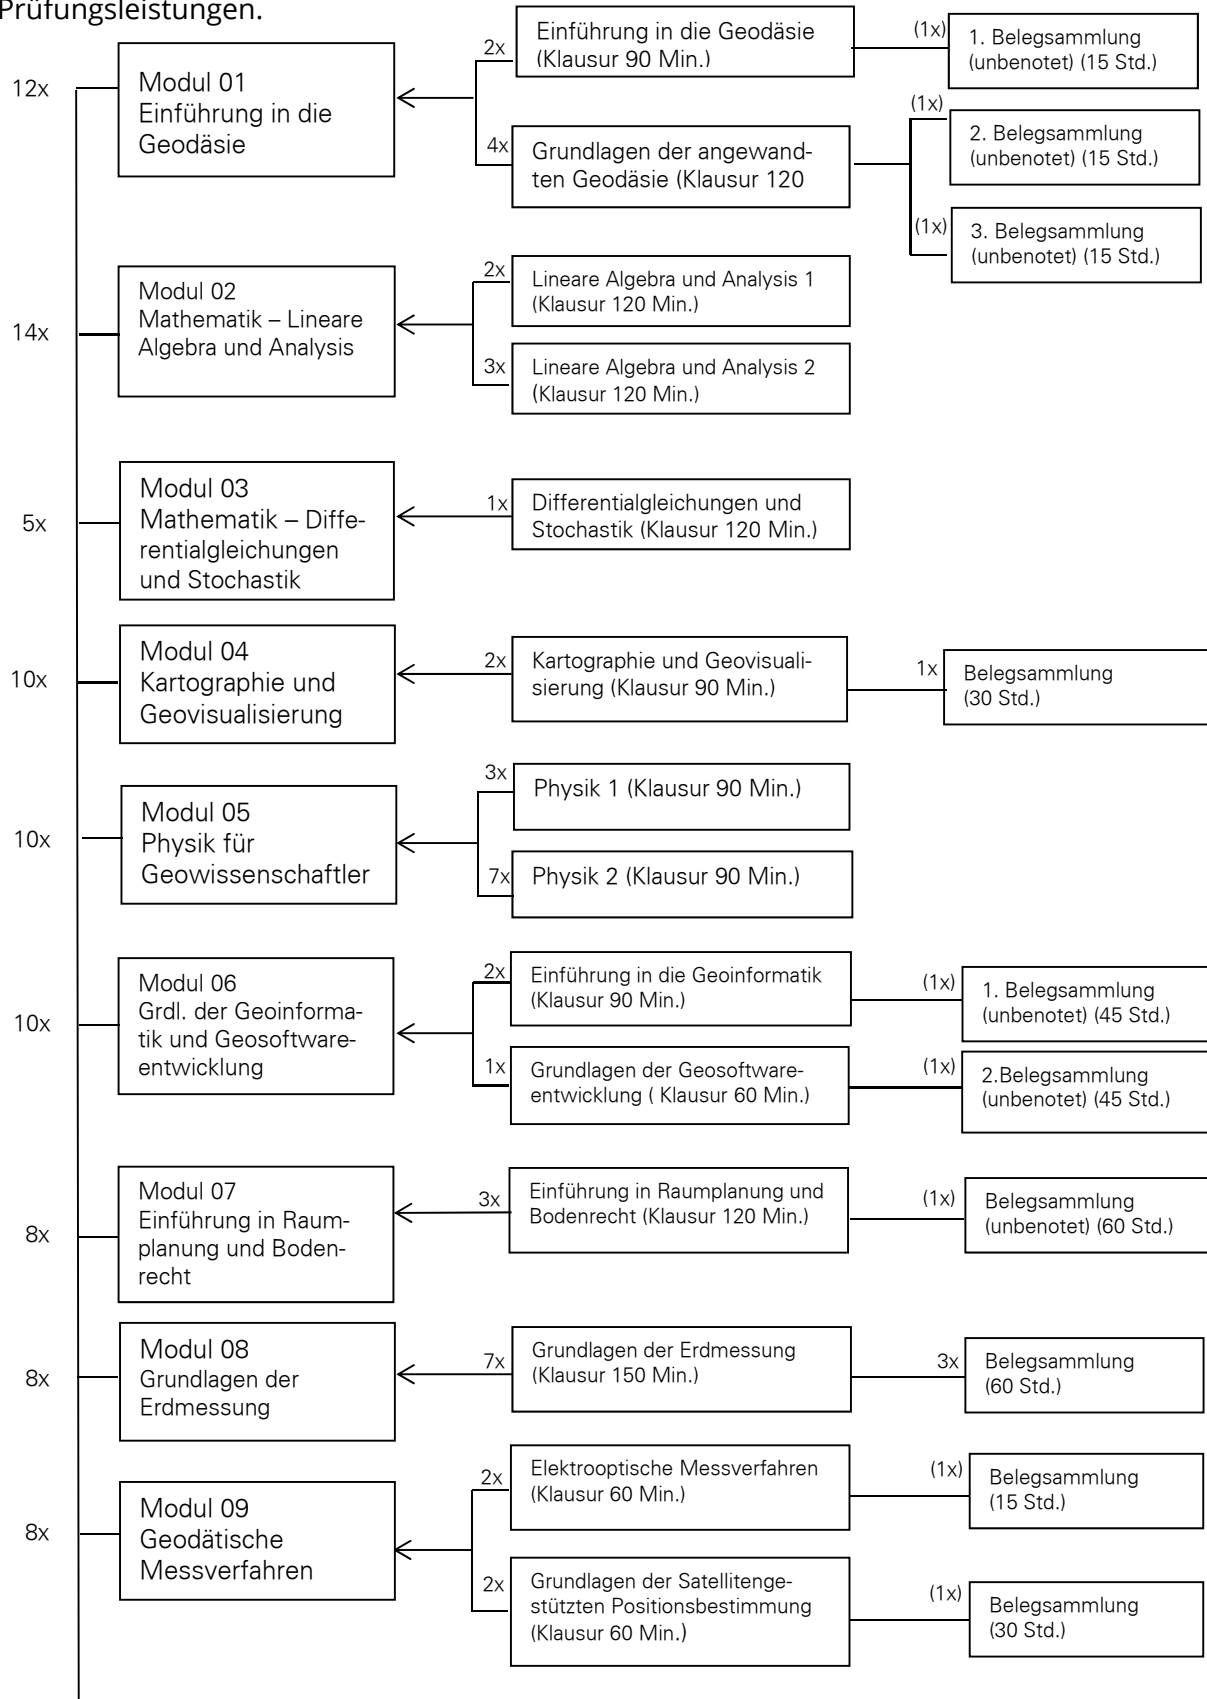 Prüfungsleistungen.
12x
Modul 01
Einführung in die
Geodäsie
2x
Einführung in die Geodäsie
(Klausur 90 Min.)
(1x)
1. Belegsammlung
(unbenotet) (15 Std.)
4x
Grundlagen der angewand-
ten Geodäsie (Klausur 120
(1x)
2. Belegsammlung
(unbenotet) (15 Std.)
(1x)
3. Belegsammlung
(unbenotet) (15 Std.)
14x
Modul 02
Mathematik – Lineare
Algebra und Analysis
2x
Lineare Algebra und Analysis 1
(Klausur 120 Min.)
3x
Lineare Algebra und Analysis 2
(Klausur 120 Min.)
5x
Modul 03
Mathematik – Diffe-
rentialgleichungen
und Stochastik
1x
Differentialgleichungen und
Stochastik (Klausur 120 Min.)
10x
Modul 04
Kartographie und
Geovisualisierung
2x
Kartographie und Geovisuali-
sierung (Klausur 90 Min.)
1x
Belegsammlung
(30 Std.)
10x
Modul 05
Physik für
Geowissenschaftler
3x
Physik 1 (Klausur 90 Min.)
7x
Physik 2 (Klausur 90 Min.)
10x
Modul 06
Grdl. der Geoinforma-
tik und Geosoftware-
entwicklung
2x
Einführung in die Geoinformatik
(Klausur 90 Min.)
(1x)
1. Belegsammlung
(unbenotet) (45 Std.)
1x
Grundlagen der Geosoftware-
entwicklung ( Klausur 60 Min.)
(1x)
2.Belegsammlung
(unbenotet) (45 Std.)
8x
Modul 07
Einführung in Raum-
planung und Boden-
recht
3x
Einführung in Raumplanung und
Bodenrecht (Klausur 120 Min.)
(1x)
Belegsammlung
(unbenotet) (60 Std.)
8x
Modul 08
Grundlagen der
Erdmessung
7x
Grundlagen der Erdmessung
(Klausur 150 Min.)
3x
Belegsammlung
(60 Std.)
8x
Modul 09
Geodätische
Messverfahren
2x
Elektrooptische Messverfahren
(Klausur 60 Min.)
(1x)
Belegsammlung
(15 Std.)
2x
Grundlagen der Satellitenge-
stützten Positionsbestimmung
(Klausur 60 Min.)
(1x)
Belegsammlung
(30 Std.)